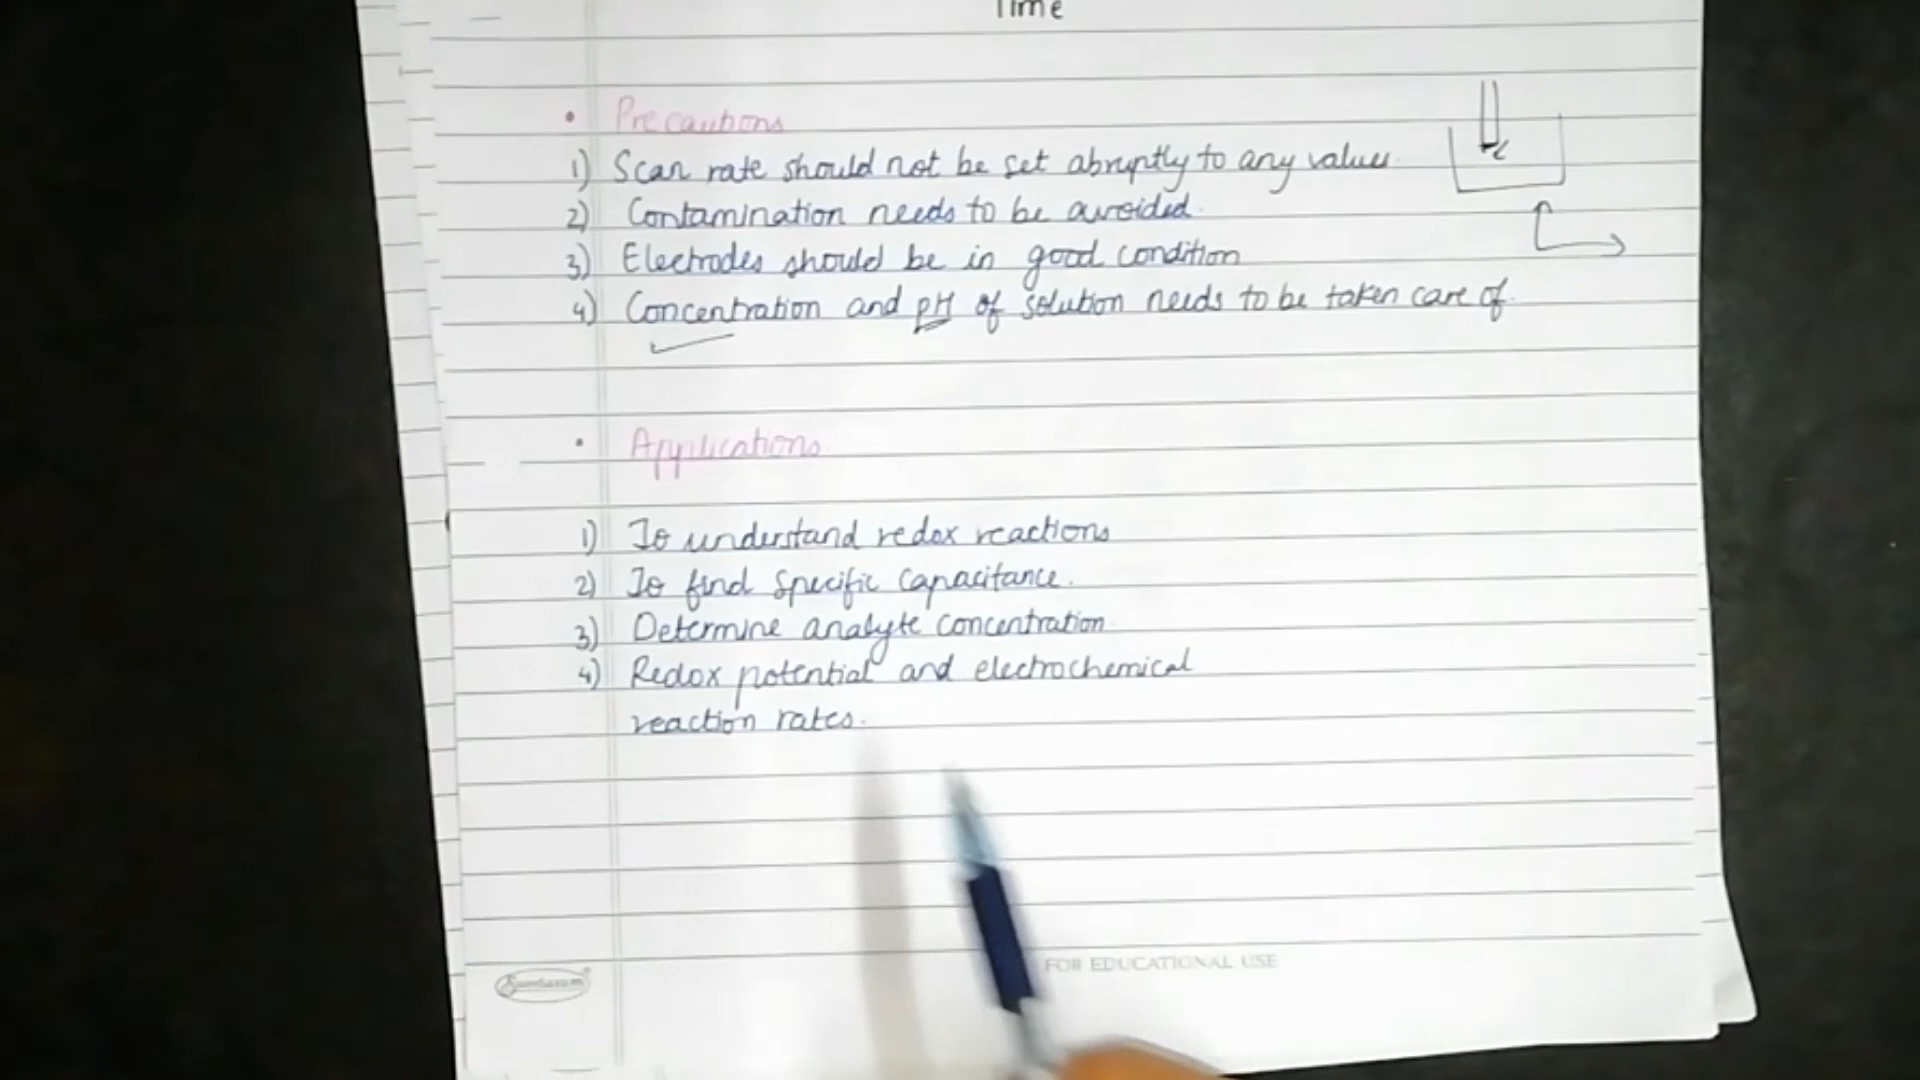 Time
• Precautions
1) Scan rate should not be set abruptly to any values.
2) Contamination needs to be avoided.
3) Electrodes should be in good condition
4) Concentration and pH of solution needs to be taken care of.
• Applications
1) To understand redox reactions
2) To find specific capacitance.
3) Determine analyte concentration.
4) Redox potential and electrochemical
reaction rates.
FOR EDUCATIONAL USE
Sundaram